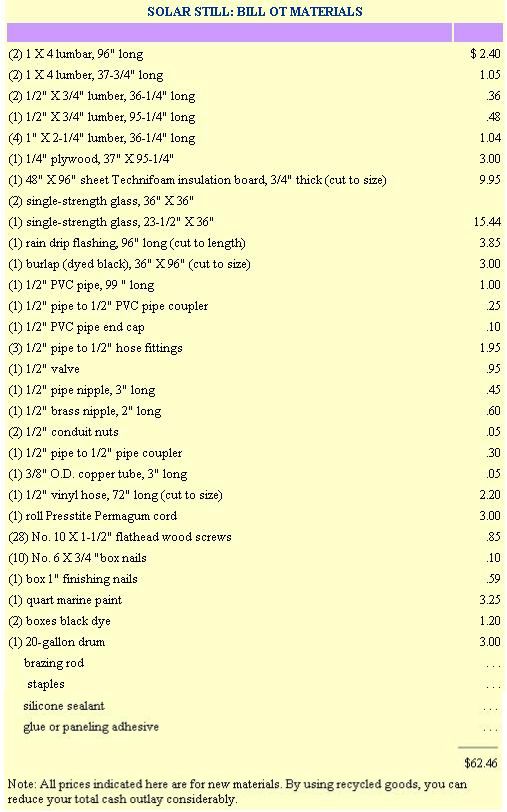 SOLAR STILL: BILL OT MATERIALS
(2) 1 X 4 lumbar, 96" long $ 2.40
(2) 1 X 4 lumber, 37-3/4" long 1.05
(2) 1/2" X 3/4" lumber, 36-1/4" long .36
(1) 1/2" X 3/4" lumber, 95-1/4" long .48
(4) 1" X 2-1/4" lumber, 36-1/4" long 1.04
(1) 1/4" plywood, 37" X 95-1/4" 3.00
(1) 48" X 96" sheet Technifoam insulation board, 3/4" thick (cut to size) 9.95
(2) single-strength glass, 36" X 36"
(1) single-strength glass, 23-1/2" X 36" 15.44
(1) rain drip flashing, 96" long (cut to length) 3.85
(1) burlap (dyed black), 36" X 96" (cut to size) 3.00
(1) 1/2" PVC pipe, 99 " long 1.00
(1) 1/2" pipe to 1/2" PVC pipe coupler .25
(1) 1/2" PVC pipe end cap .10
(3) 1/2" pipe to 1/2" hose fittings 1.95
(1) 1/2" valve .95
(1) 1/2" pipe nipple, 3" long .45
(1) 1/2" brass nipple, 2" long .60
(2) 1/2" conduit nuts .05
(1) 1/2" pipe to 1/2" pipe coupler .30
(1) 3/8" O.D. copper tube, 3" long .05
(1) 1/2" vinyl hose, 72" long (cut to size) 2.20
(1) roll Presstite Permagum cord 3.00
(28) No. 10 X 1-1/2" flathead wood screws .85
(10) No. 6 X 3/4 "box nails .10
(1) box 1" finishing nails .59
(1) quart marine paint 3.25
(2) boxes black dye 1.20
(1) 20-gallon drum 3.00
brazing rod ...
staples ...
silicone sealant ...
glue or paneling adhesive ...
$62.46
Note: All prices indicated here are for new materials. By using recycled goods, you can
reduce your total cash outlay considerably.